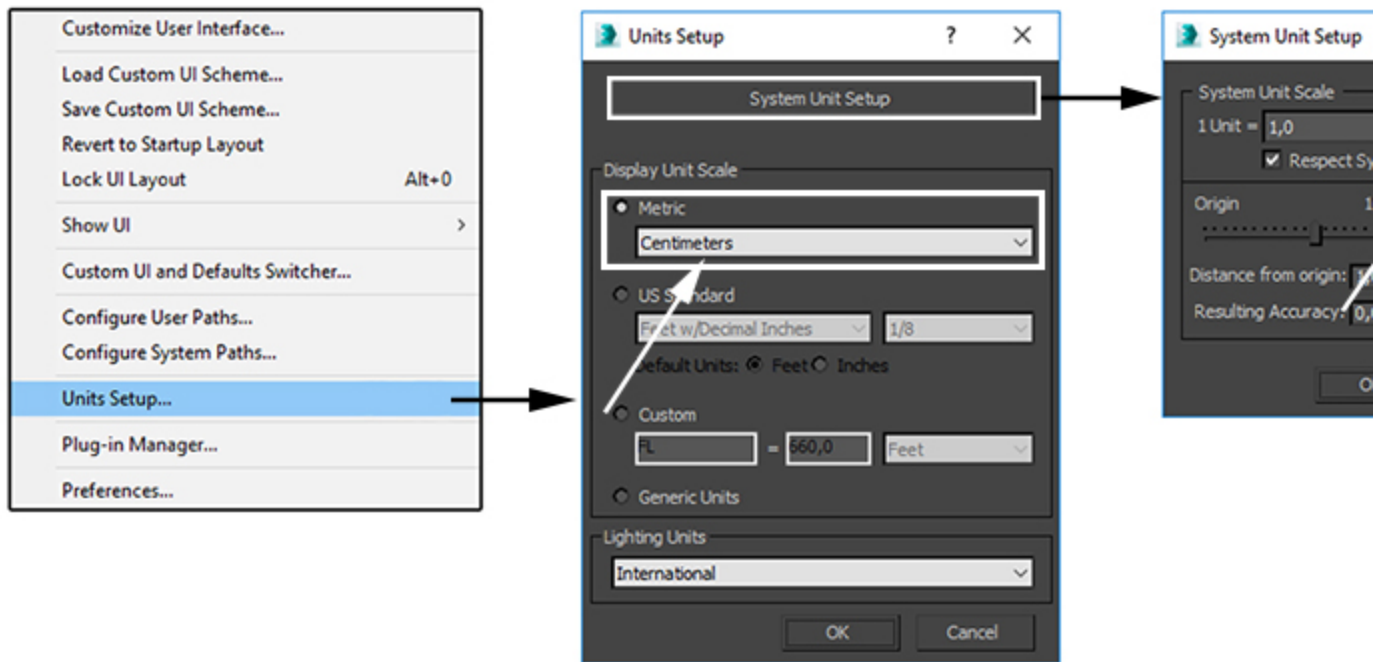 Customize User Interface...
Load Custom UI Scheme...
Save Custom UI Scheme...
Revert to Startup Layout
Lock UI Layout Alt+0
Show UI
Custom UI and Defaults Switcher...
Configure User Paths...
Configure System Paths...
Units Setup...
Plug-in Manager...
Preferences...
Units Setup ?
System Unit Setup
Display Unit Scale
Metric
Centimeters
US Standard
Feet w/Decimal Inches 1/8
Default Units: Feet Inches
Custom
FL = 660,0 Feet
Generic Units
Lighting Units
International
OK Cancel
System Unit Setup
System Unit Scale
1 Unit = 1,0
Respect
Origin
Distance from origin:
Resulting Accuracy: